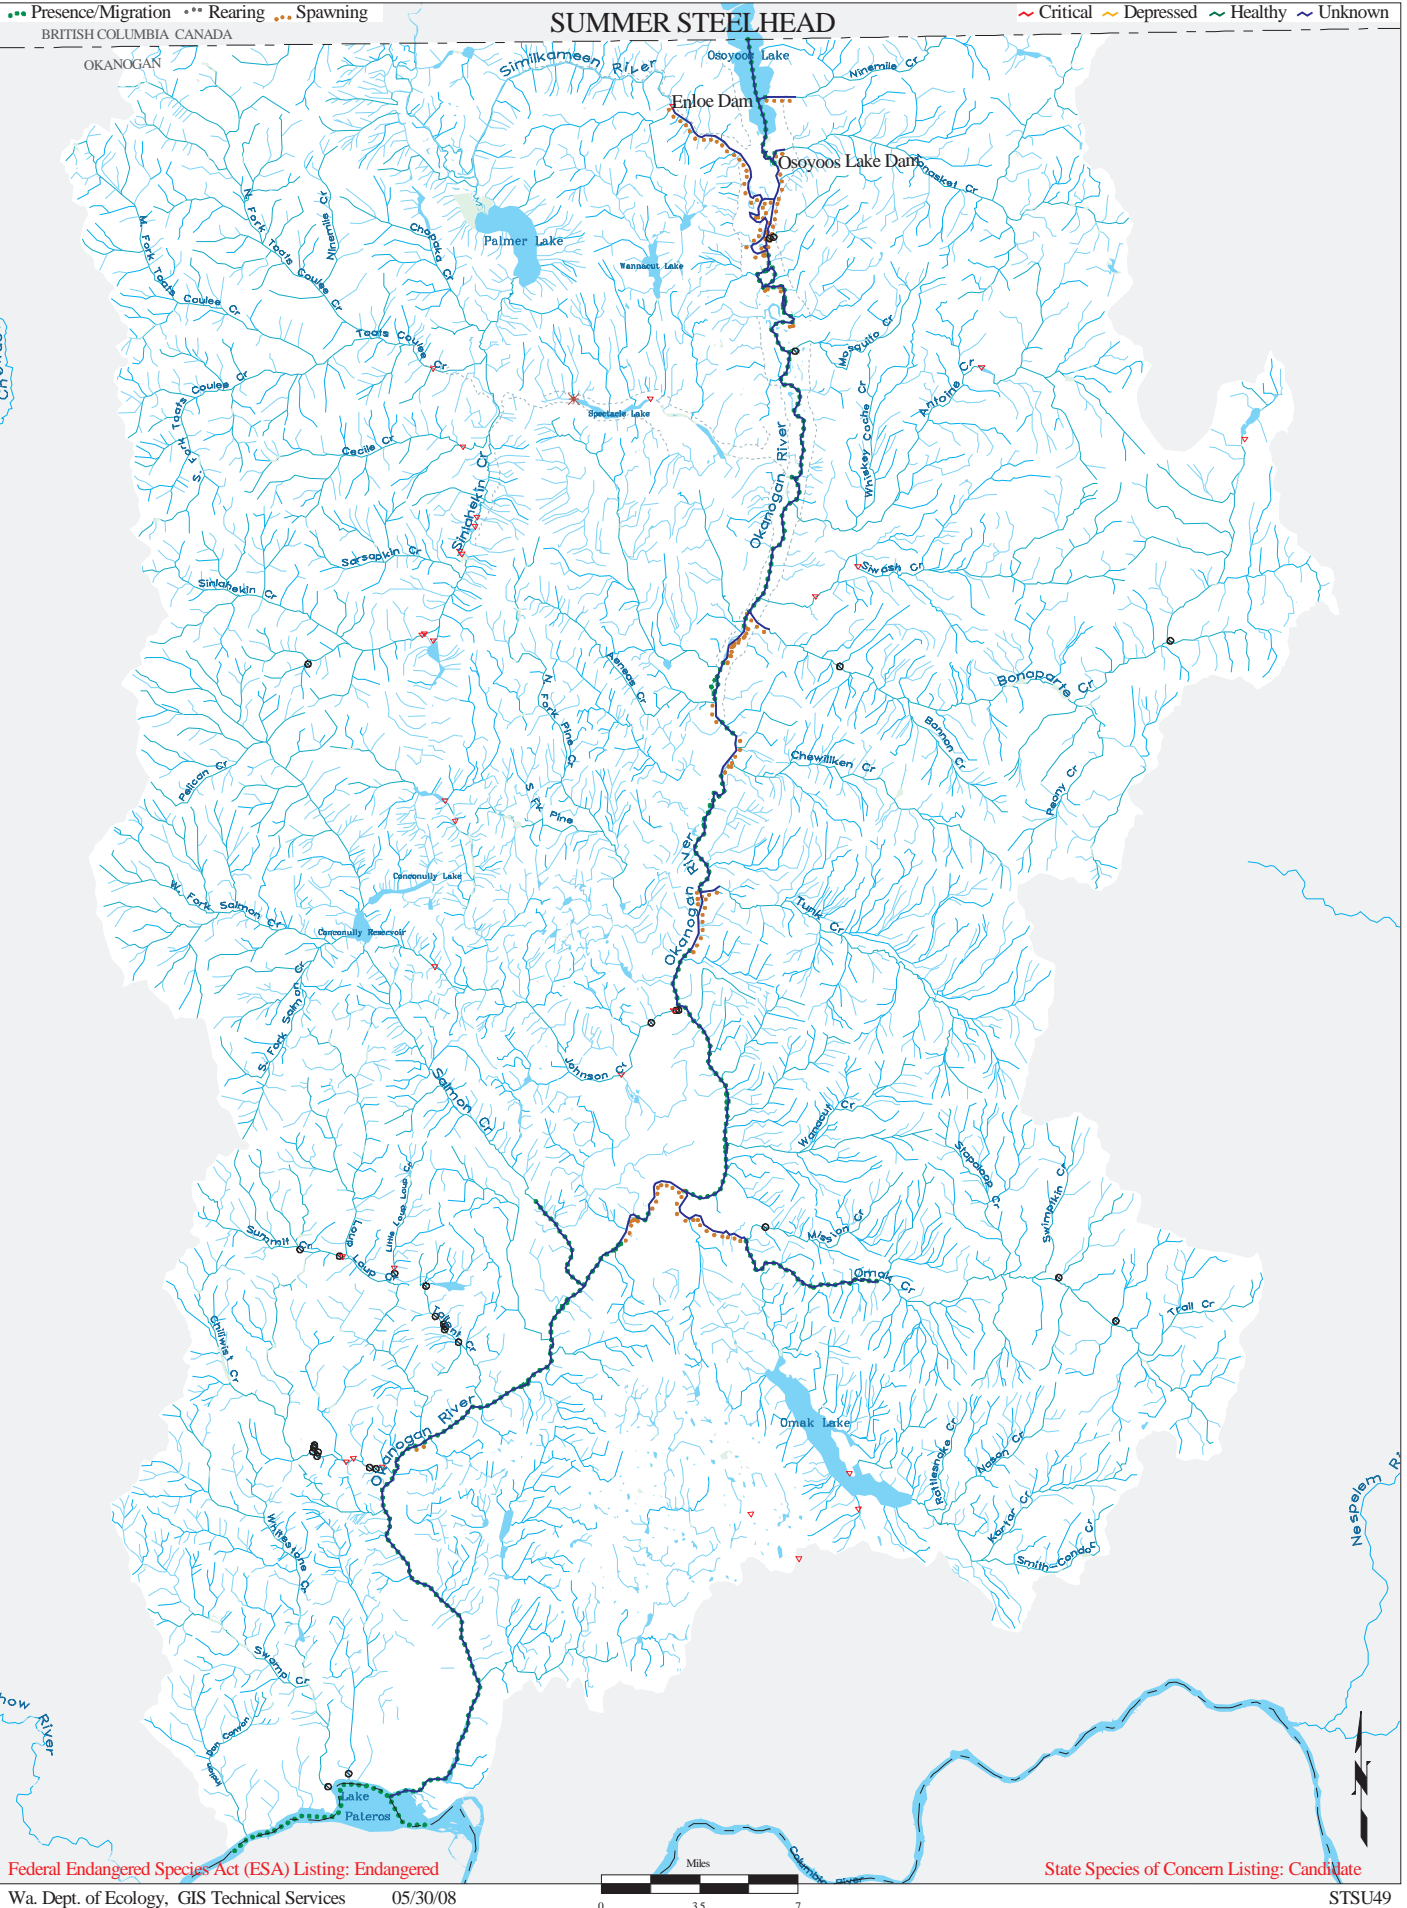 Presence/Migration Rearing Spawning
SUMMER STEELHEAD
Critical Depressed Healthy Unknown
BRITISH COLUMBIA CANADA
OKANOGAN
Similkameen River
Osoyoos Lake
Ninemile Cr
Enloe Dam
Osoyoos Lake Dam
M. Fork Toats Coulee Cr
N. Fork Toats Coulee Cr
Ninemile Cr
Chopaka Cr
Palmer Lake
Wannacut Lake
Toats Coulee Cr
Mosquito Cr
S. Fork Toats Coulee Cr
Spectacle Lake
Whiskey Cache Cr
Antoine Cr
Cecile Cr
Sinlahekin Cr
Okanogan River
Sarsapkin Cr
Sinlahekin Cr
Siwash Cr
Aeneas Cr
N. Fork Pine Cr
Bonaparte Cr
Bannon Cr
Chewiliken Cr
Pelican Cr
Peony Cr
S Fk Pine
Okanogan River
Conconully Lake
W. Fork Salmon Cr
Conconully Reservoir
Tunk Cr
S. Fork Salmon Cr
Johnson Cr
Salmon Cr
Wanacut Cr
Stapaloop Cr
Swimptkin Cr
Little Loup Loup Cr
Summit Cr
Loup Loup Cr
Mission Cr
Omak Cr
Trail Cr
Tallant Cr
Chiliwist Cr
Okanogan River
Omak Lake
Rattlesnake Cr
Nason Cr
Kartar Cr
Smith-Condon Cr
Nespelem R
Whitestone Cr
Swamp Cr
how River
Indian Dan Canyon
Lake
Pateros
Columbia River
Federal Endangered Species Act (ESA) Listing: Endangered
Miles
State Species of Concern Listing: Candidate
N
Wa. Dept. of Ecology, GIS Technical Services 05/30/08
0 3.5 7
STSU49